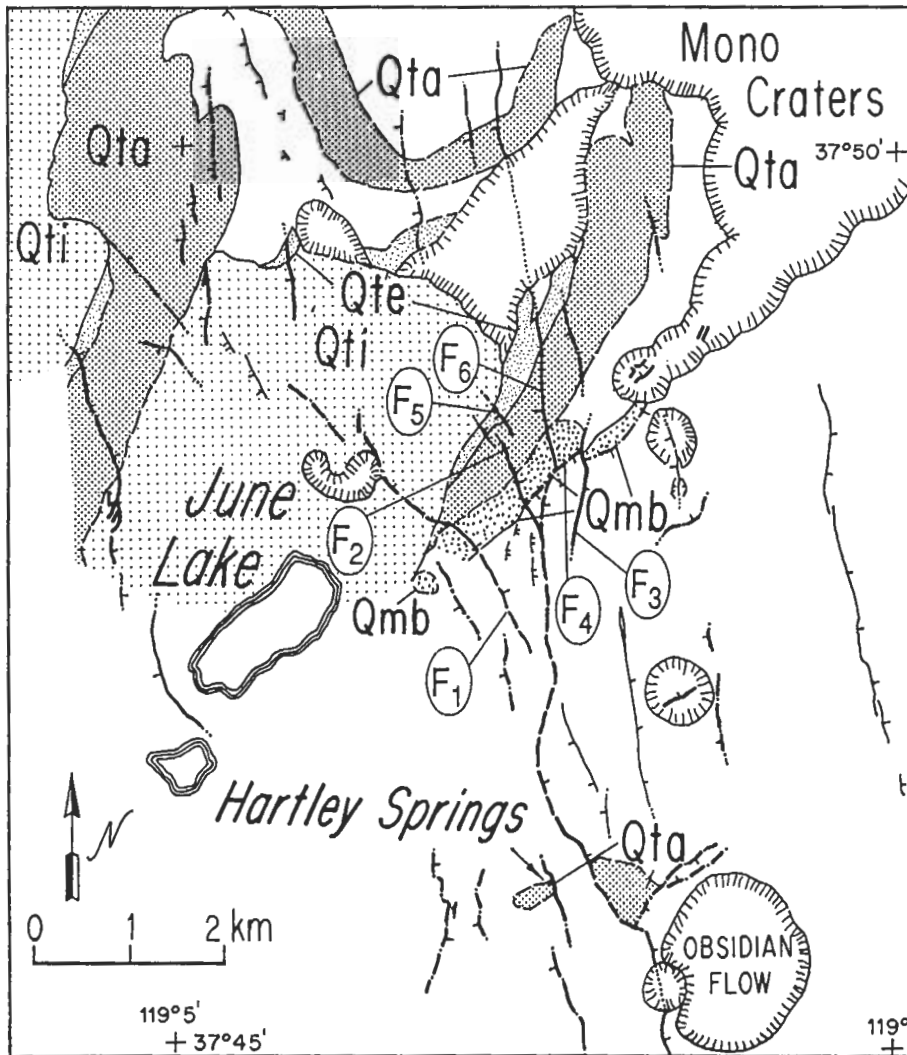 Mono
Craters
Qta
Qta
37°50'
Qta
Qti
Qte
Qti
F6
F5
June
Lake
F2
Qmb
F4
F3
Qmb
F1
Hartley Springs
Qta
N
0 1 2 km
OBSIDIAN
FLOW
119°5'
37°45'
119°